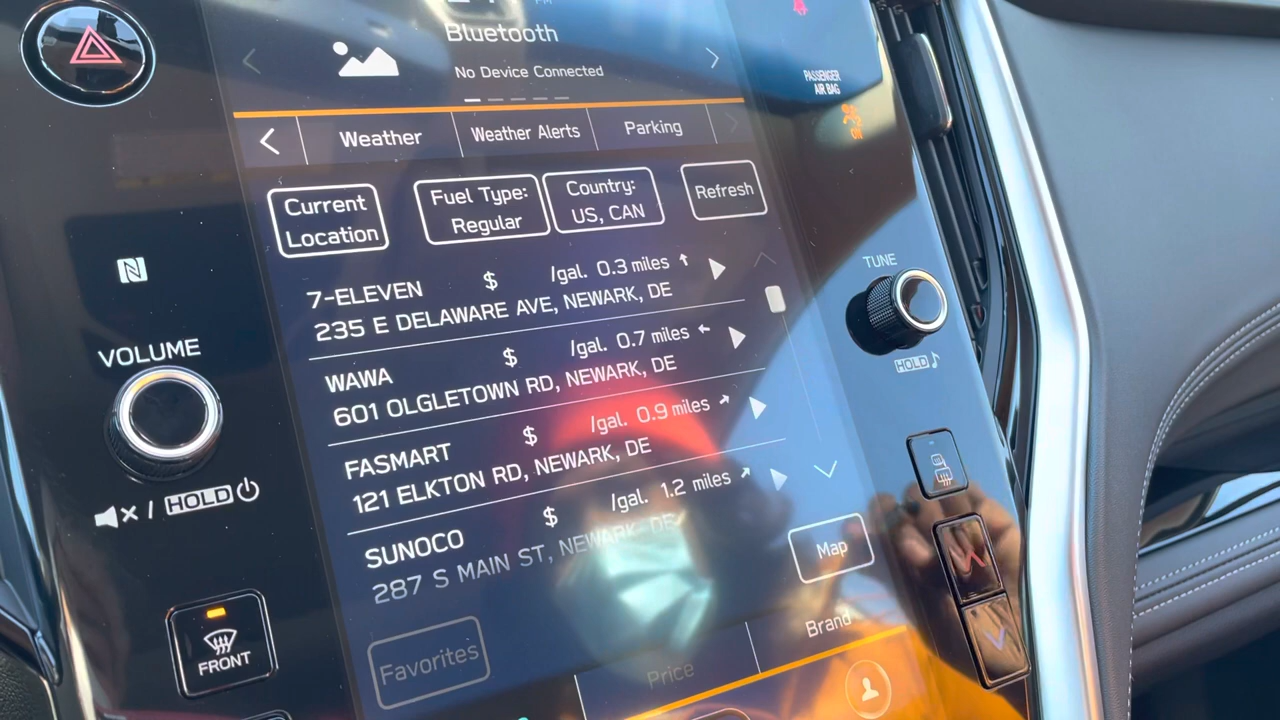 Bluetooth
No Device Connected
PASSENGER
AIR BAG
Weather
Weather Alerts
Parking
Current
Location
Fuel Type:
Regular
Country:
US, CAN
Refresh
7-ELEVEN $ /gal. 0.3 miles
235 E DELAWARE AVE, NEWARK, DE
WAWA $ /gal. 0.7 miles
601 OLGLETOWN RD, NEWARK, DE
FASMART $ /gal. 0.9 miles
121 ELKTON RD, NEWARK, DE
SUNOCO $ /gal. 1.2 miles
287 S MAIN ST, NEWARK, DE
Map
Favorites
Price
Brand
VOLUME
/ HOLD
FRONT
TUNE
HOLD